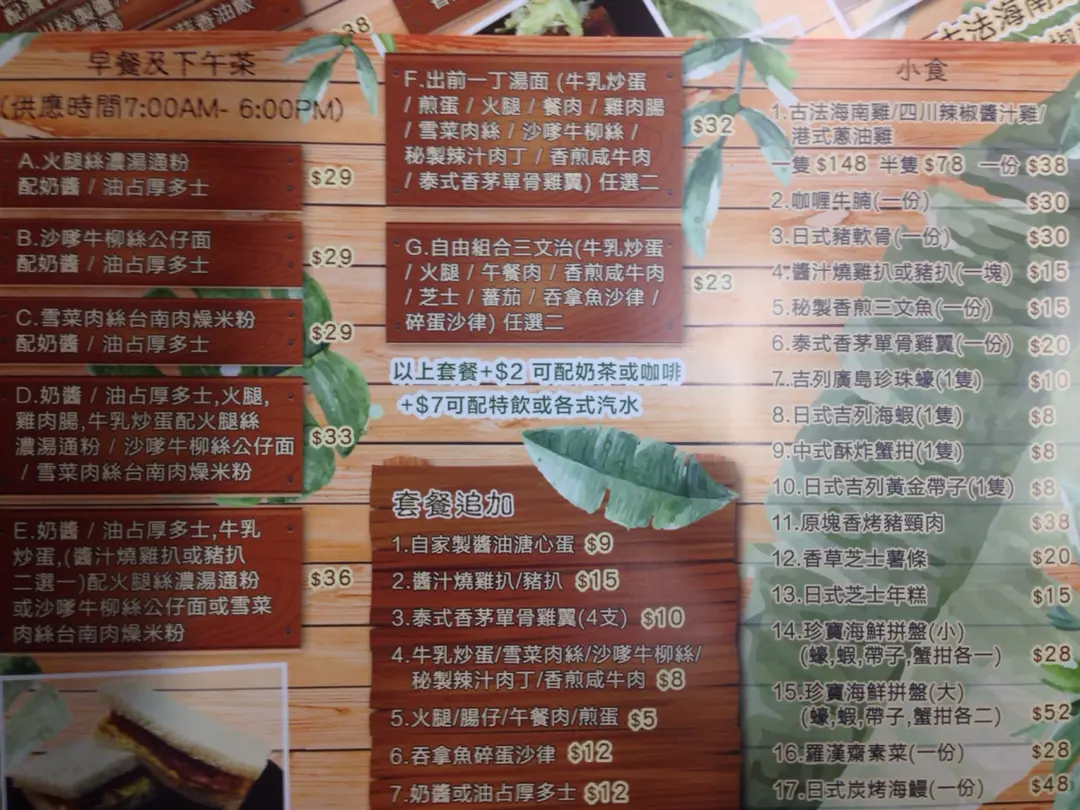 早餐及下午茶
(供應時間7:00AM- 6:00PM)
A.火腿絲濃湯通粉
配奶醬 / 油占厚多士
$29
B.沙嗲牛柳絲公仔面
配奶醬 / 油占厚多士
$29
C.雪菜肉絲台南肉燥米粉
配奶醬 / 油占厚多士
$29
D.奶醬 / 油占厚多士,火腿,
雞肉腸,牛乳炒蛋配火腿絲
濃湯通粉 / 沙嗲牛柳絲公仔面
/ 雪菜肉絲台南肉燥米粉
$33
E.奶醬 / 油占厚多士,牛乳
炒蛋,(醬汁燒雞扒或豬扒
二選一)配火腿絲濃湯通粉
或沙嗲牛柳絲公仔面或雪菜
肉絲台南肉燥米粉
$36
$38
F.出前一丁湯面 (牛乳炒蛋
/ 煎蛋 / 火腿 / 餐肉 / 雞肉腸
/ 雪菜肉絲 / 沙嗲牛柳絲 /
秘製辣汁肉丁 / 香煎咸牛肉
/ 泰式香茅單骨雞翼) 任選二
$32
G.自由組合三文治(牛乳炒蛋
/ 火腿 / 午餐肉 / 香煎咸牛肉
/ 芝士 / 蕃茄 / 吞拿魚沙律 /
碎蛋沙律) 任選二
$23
以上套餐+$2 可配奶茶或咖啡
+$7可配特飲或各式汽水
套餐追加
1.自家製醬油溏心蛋 $9
2.醬汁燒雞扒/豬扒 $15
3.泰式香茅單骨雞翼(4支) $10
4.牛乳炒蛋/雪菜肉絲/沙嗲牛柳絲/
秘製辣汁肉丁/香煎咸牛肉 $8
5.火腿/腸仔/午餐肉/煎蛋 $5
6.吞拿魚碎蛋沙律 $12
7.奶醬或油占厚多士 $12
古法海南
小食
1.古法海南雞/四川辣椒醬汁雞/
港式蔥油雞
一隻 $148 半隻 $78 一份 $38
2.咖喱牛腩(一份) $30
3.日式豬軟骨(一份) $30
4.醬汁燒雞扒或豬扒(一塊) $15
5.秘製香煎三文魚(一份) $15
6.泰式香茅單骨雞翼(一份) $20
7.吉列廣島珍珠蠔(1隻) $10
8.日式吉列海蝦(1隻) $8
9.中式酥炸蟹拑(1隻) $8
10.日式吉列黃金帶子(1隻) $8
11.原塊香烤豬頸肉 $38
12.香草芝士薯條 $20
13.日式芝士年糕 $15
14.珍寶海鮮拼盤(小)
(蠔,蝦,帶子,蟹拑各一) $28
15.珍寶海鮮拼盤(大)
(蠔,蝦,帶子,蟹拑各二) $52
16.羅漢齋素菜(一份) $28
17.日式炭烤海鰻(一份) $48